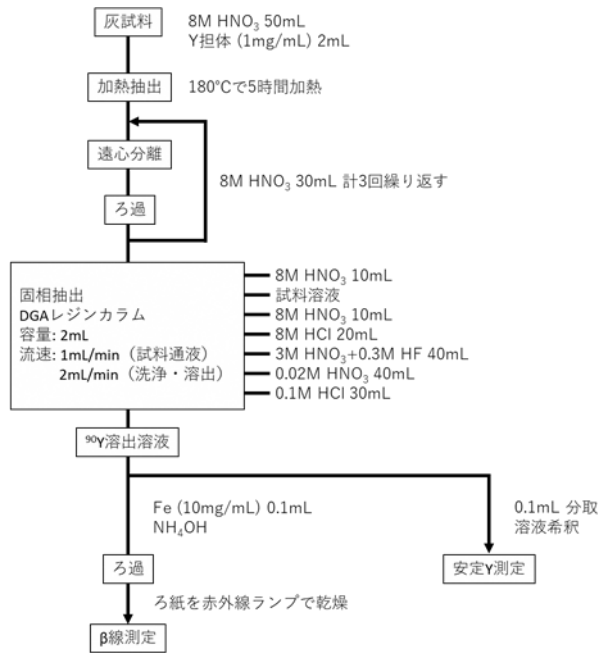 灰試料
8M HNO₃ 50mL
Y担体 (1mg/mL) 2mL
加熱抽出
180°Cで5時間加熱
遠心分離
8M HNO₃ 30mL 計3回繰り返す
ろ過
固相抽出
DGAレジンカラム
容量: 2mL
流速: 1mL/min（試料通液）
2mL/min（洗浄・溶出）
8M HNO₃ 10mL
試料溶液
8M HNO₃ 10mL
8M HCl 20mL
3M HNO₃+0.3M HF 40mL
0.02M HNO₃ 40mL
0.1M HCl 30mL
⁹⁰Y溶出溶液
Fe (10mg/mL) 0.1mL
NH₄OH
0.1mL 分取
溶液希釈
ろ過
安定Y測定
ろ紙を赤外線ランプで乾燥
β線測定